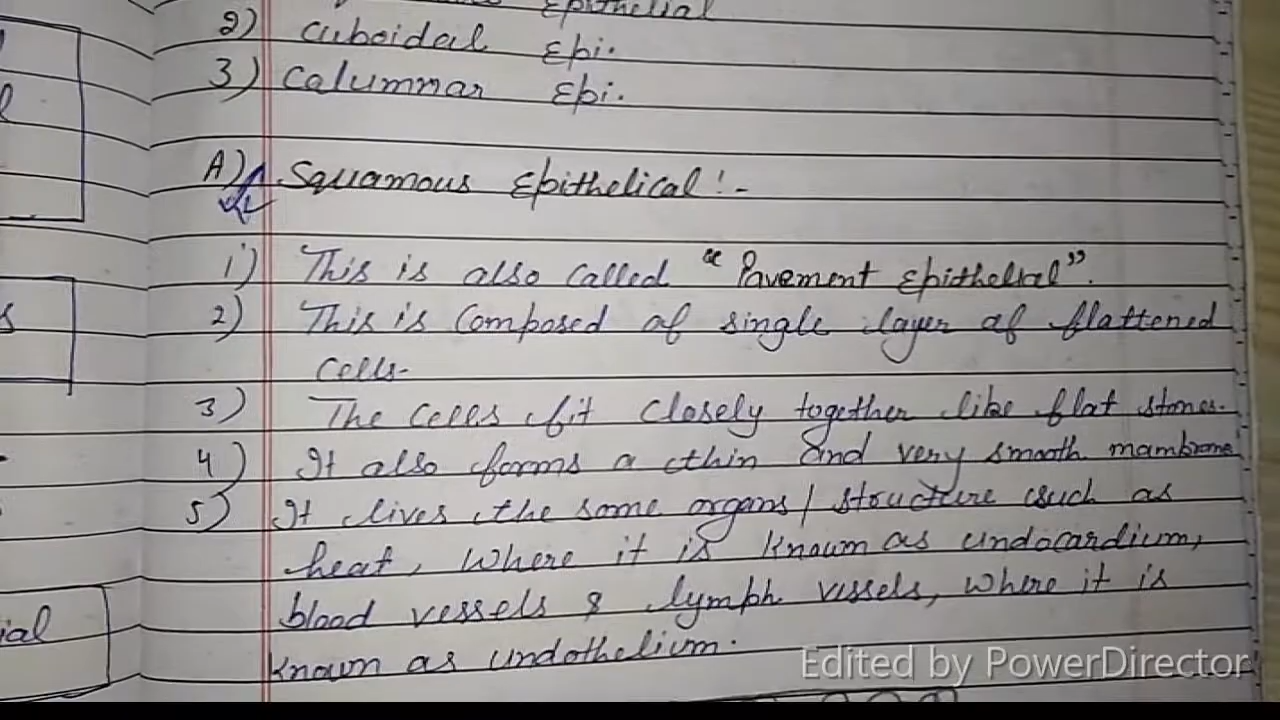 Epithelial
2) Cuboidal Epi.
3) Calummar Epi.
A) Squamous Epithelical :-
1) This is also called "Pavement Epithelial".
2) This is Composed of single layer of flattened
cells-
3) The cells fit closely together like flat stones.
4) It also forms a thin and very smooth mambrane
5) It lives the some organs / structure such as
heat, where it is known as undocardium,
blood vessels & lymph vessels, where it is
known as undothelium.
ial
Edited by PowerDirector